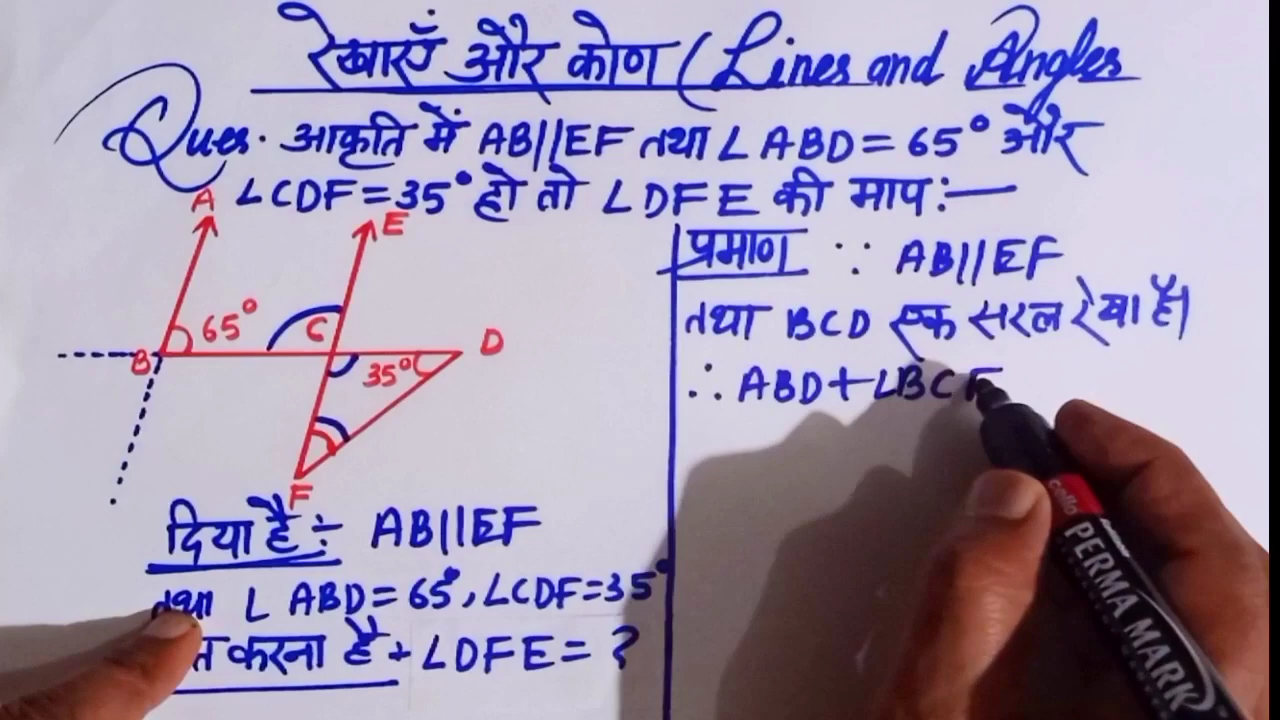 रेखाएँ और कोण (Lines and Angles
Ques. आकृति में AB||EF तथा ∠ABD = 65° और
∠CDF = 35° हो तो ∠DFE की माप:—
A
E
65°
C
B
D
35°
F
दिया है:- AB||EF
तथा ∠ABD = 65°, ∠CDF = 35°
करना है - ∠DFE = ?
प्रमाण ∵ AB||EF
तथा BCD एक सरल रेखा है।
∴ ABD + ∠BCE
cello PERMA MARK